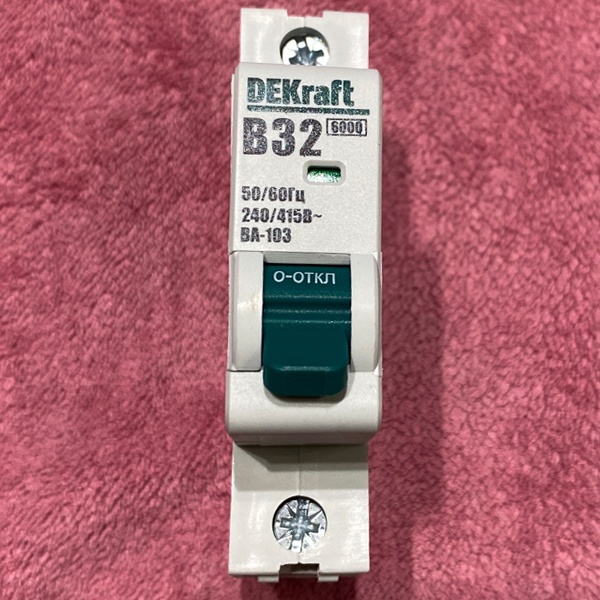 DEKraft
B32 6000
50/60Гц
240/415В~
ВА-103
О-ОТКЛ